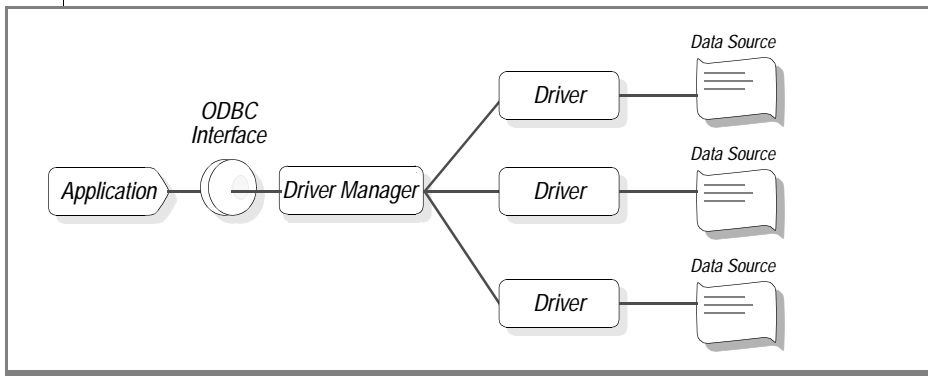 Data Source
Driver
ODBC
Interface
Data Source
Application
Driver Manager
Driver
Data Source
Driver